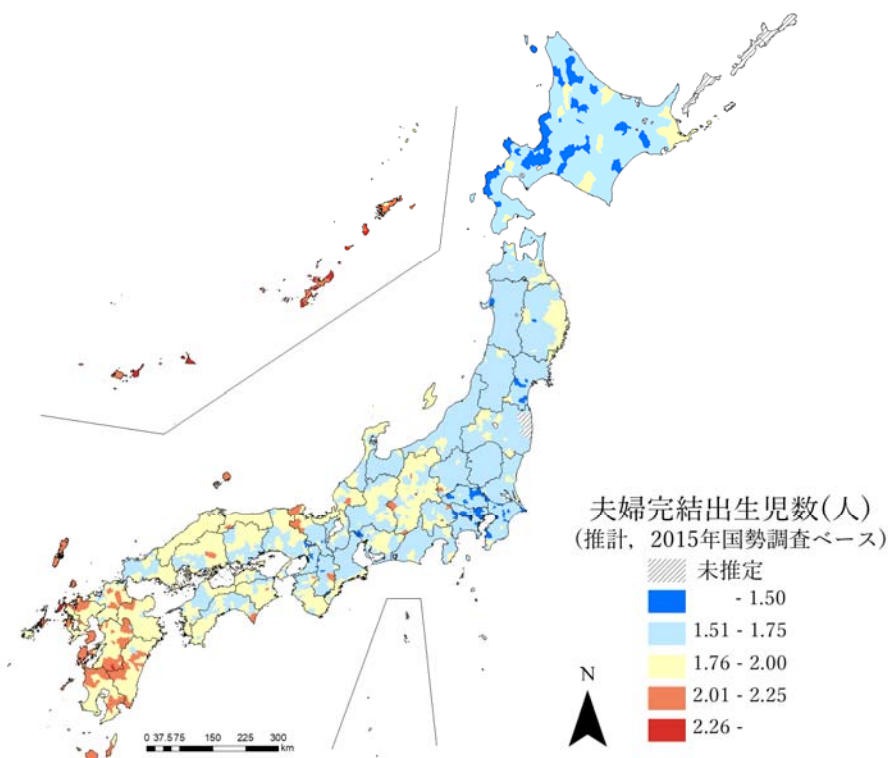 夫婦完結出生児数(人)
(推計，2015年国勢調査ベース)
未推定
- 1.50
1.51 - 1.75
1.76 - 2.00
2.01 - 2.25
2.26 -
N
0 37.575 150 225 300
km